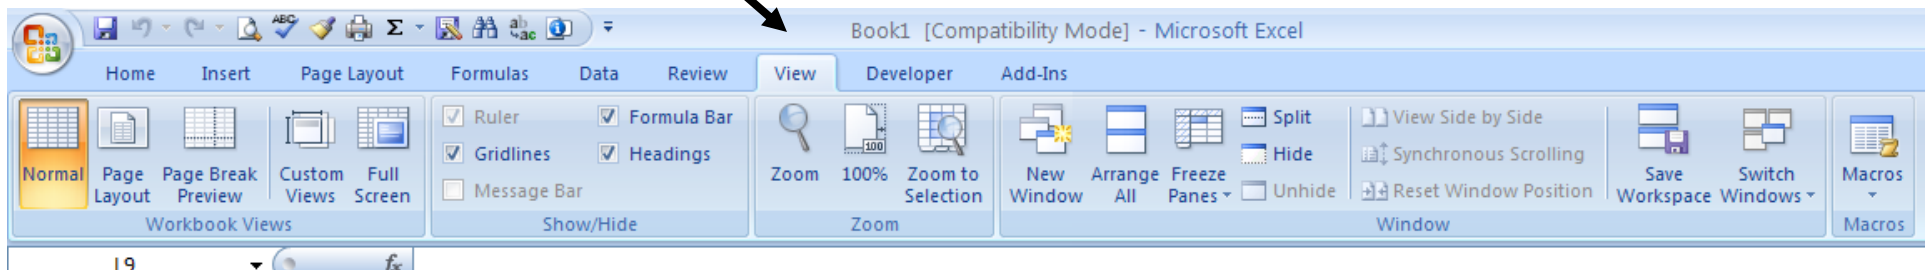 Book1 [Compatibility Mode] - Microsoft Excel
Home Insert Page Layout Formulas Data Review View Developer Add-Ins
Normal
Page Layout
Page Break Preview
Custom Views
Full Screen
Workbook Views
Ruler
Gridlines
Message Bar
Formula Bar
Headings
Show/Hide
Zoom
100%
Zoom to Selection
Zoom
New Window
Arrange All
Freeze Panes
Split
Hide
Unhide
View Side by Side
Synchronous Scrolling
Reset Window Position
Save Workspace
Switch Windows
Window
Macros
Macros
fx